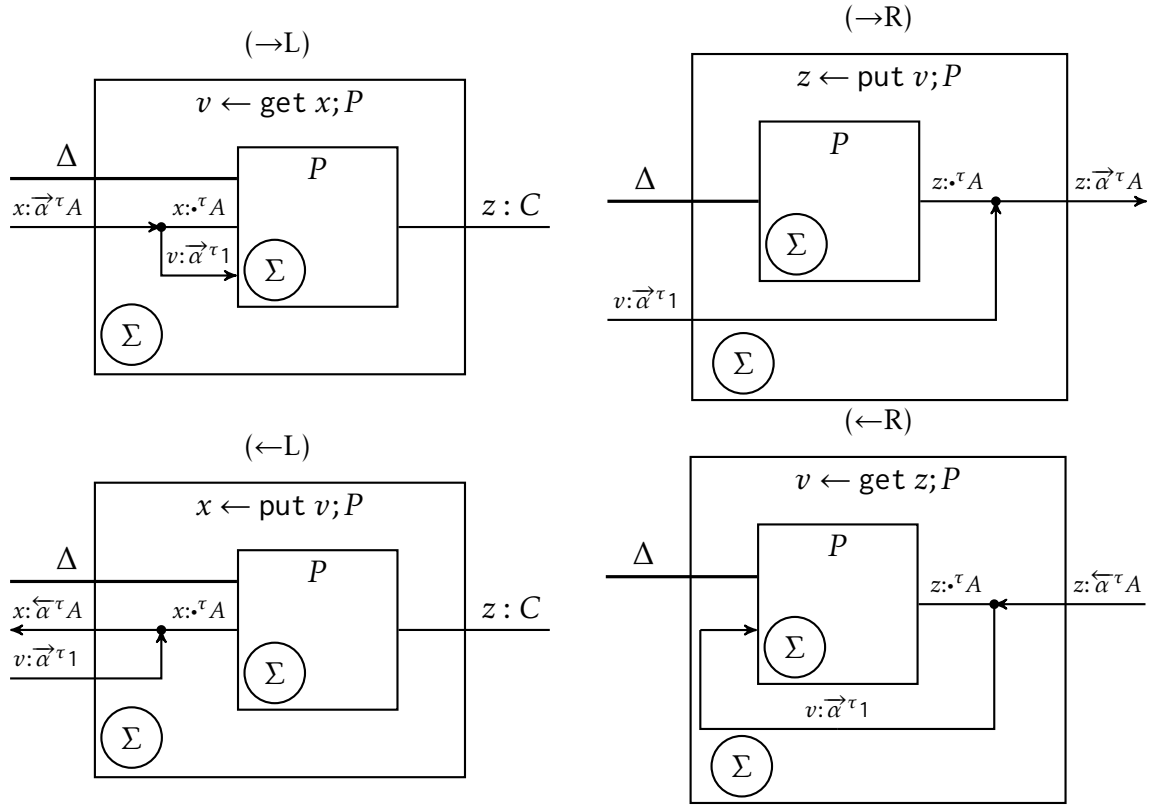 (→L)
v ← get x; P
Δ
P
x:α⃗^τ A
x:•^τ A
z : C
v:α⃗^τ 1
Σ
Σ
(→R)
z ← put v; P
P
Δ
z:•^τ A
z:α⃗^τ A
Σ
v:α⃗^τ 1
Σ
(←L)
x ← put v; P
Δ
P
x:α⃖^τ A
x:•^τ A
z : C
v:α⃗^τ 1
Σ
Σ
(←R)
v ← get z; P
P
Δ
z:•^τ A
z:α⃖^τ A
Σ
v:α⃗^τ 1
Σ